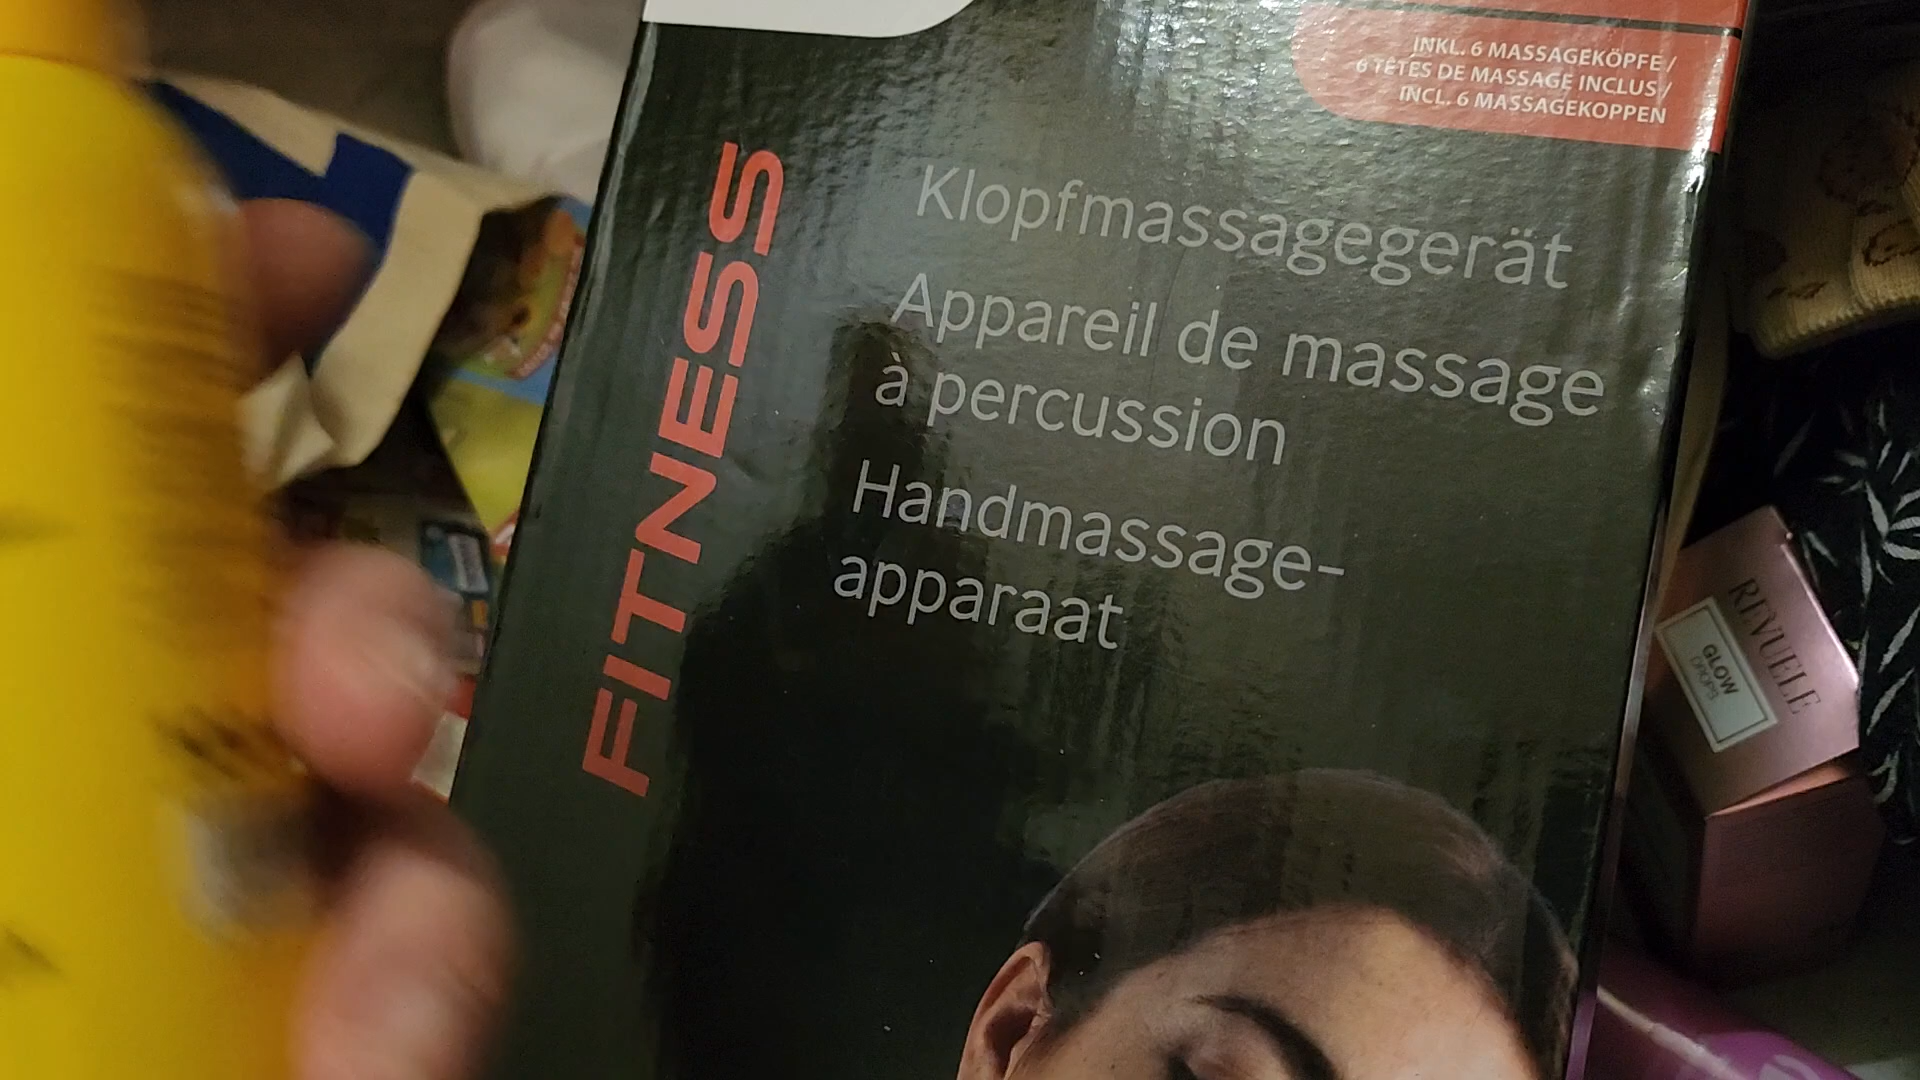 INKL. 6 MASSAGEKÖPFE /
6 TÊTES DE MASSAGE INCLUS /
INCL. 6 MASSAGEKOPPEN
FITNESS
Klopfmassagegerät
Appareil de massage
à percussion
Handmassage-
apparaat
REVUELE
GLOW
DROPS